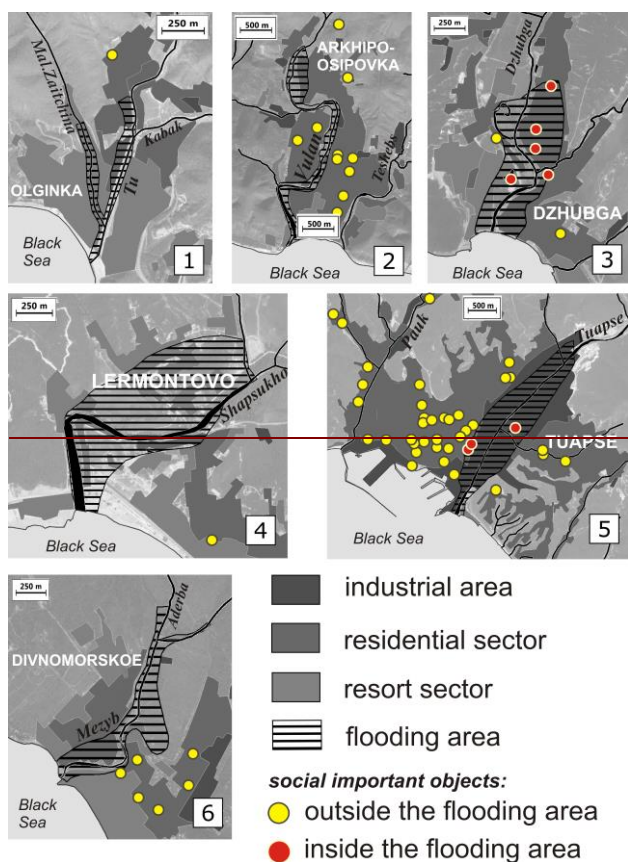 250 m
Mal.Zaitchina
Kabak
Tu
OLGINKA
Black
Sea
1
500 m
ARKHIPO-
OSIPOVKA
Vulan
Teshebs
500 m
Black Sea
2
250 m
Dzhubga
DZHUBGA
Black
Sea
3
250 m
LERMONTOVO
Shapsukho
Black Sea
4
500 m
Pauk
Tuapse
TUAPSE
Black Sea
5
250 m
Aderba
DIVNOMORSKOE
Mezyb
Black
Sea
6
industrial area
residential sector
resort sector
flooding area
social important objects:
outside the flooding area
inside the flooding area